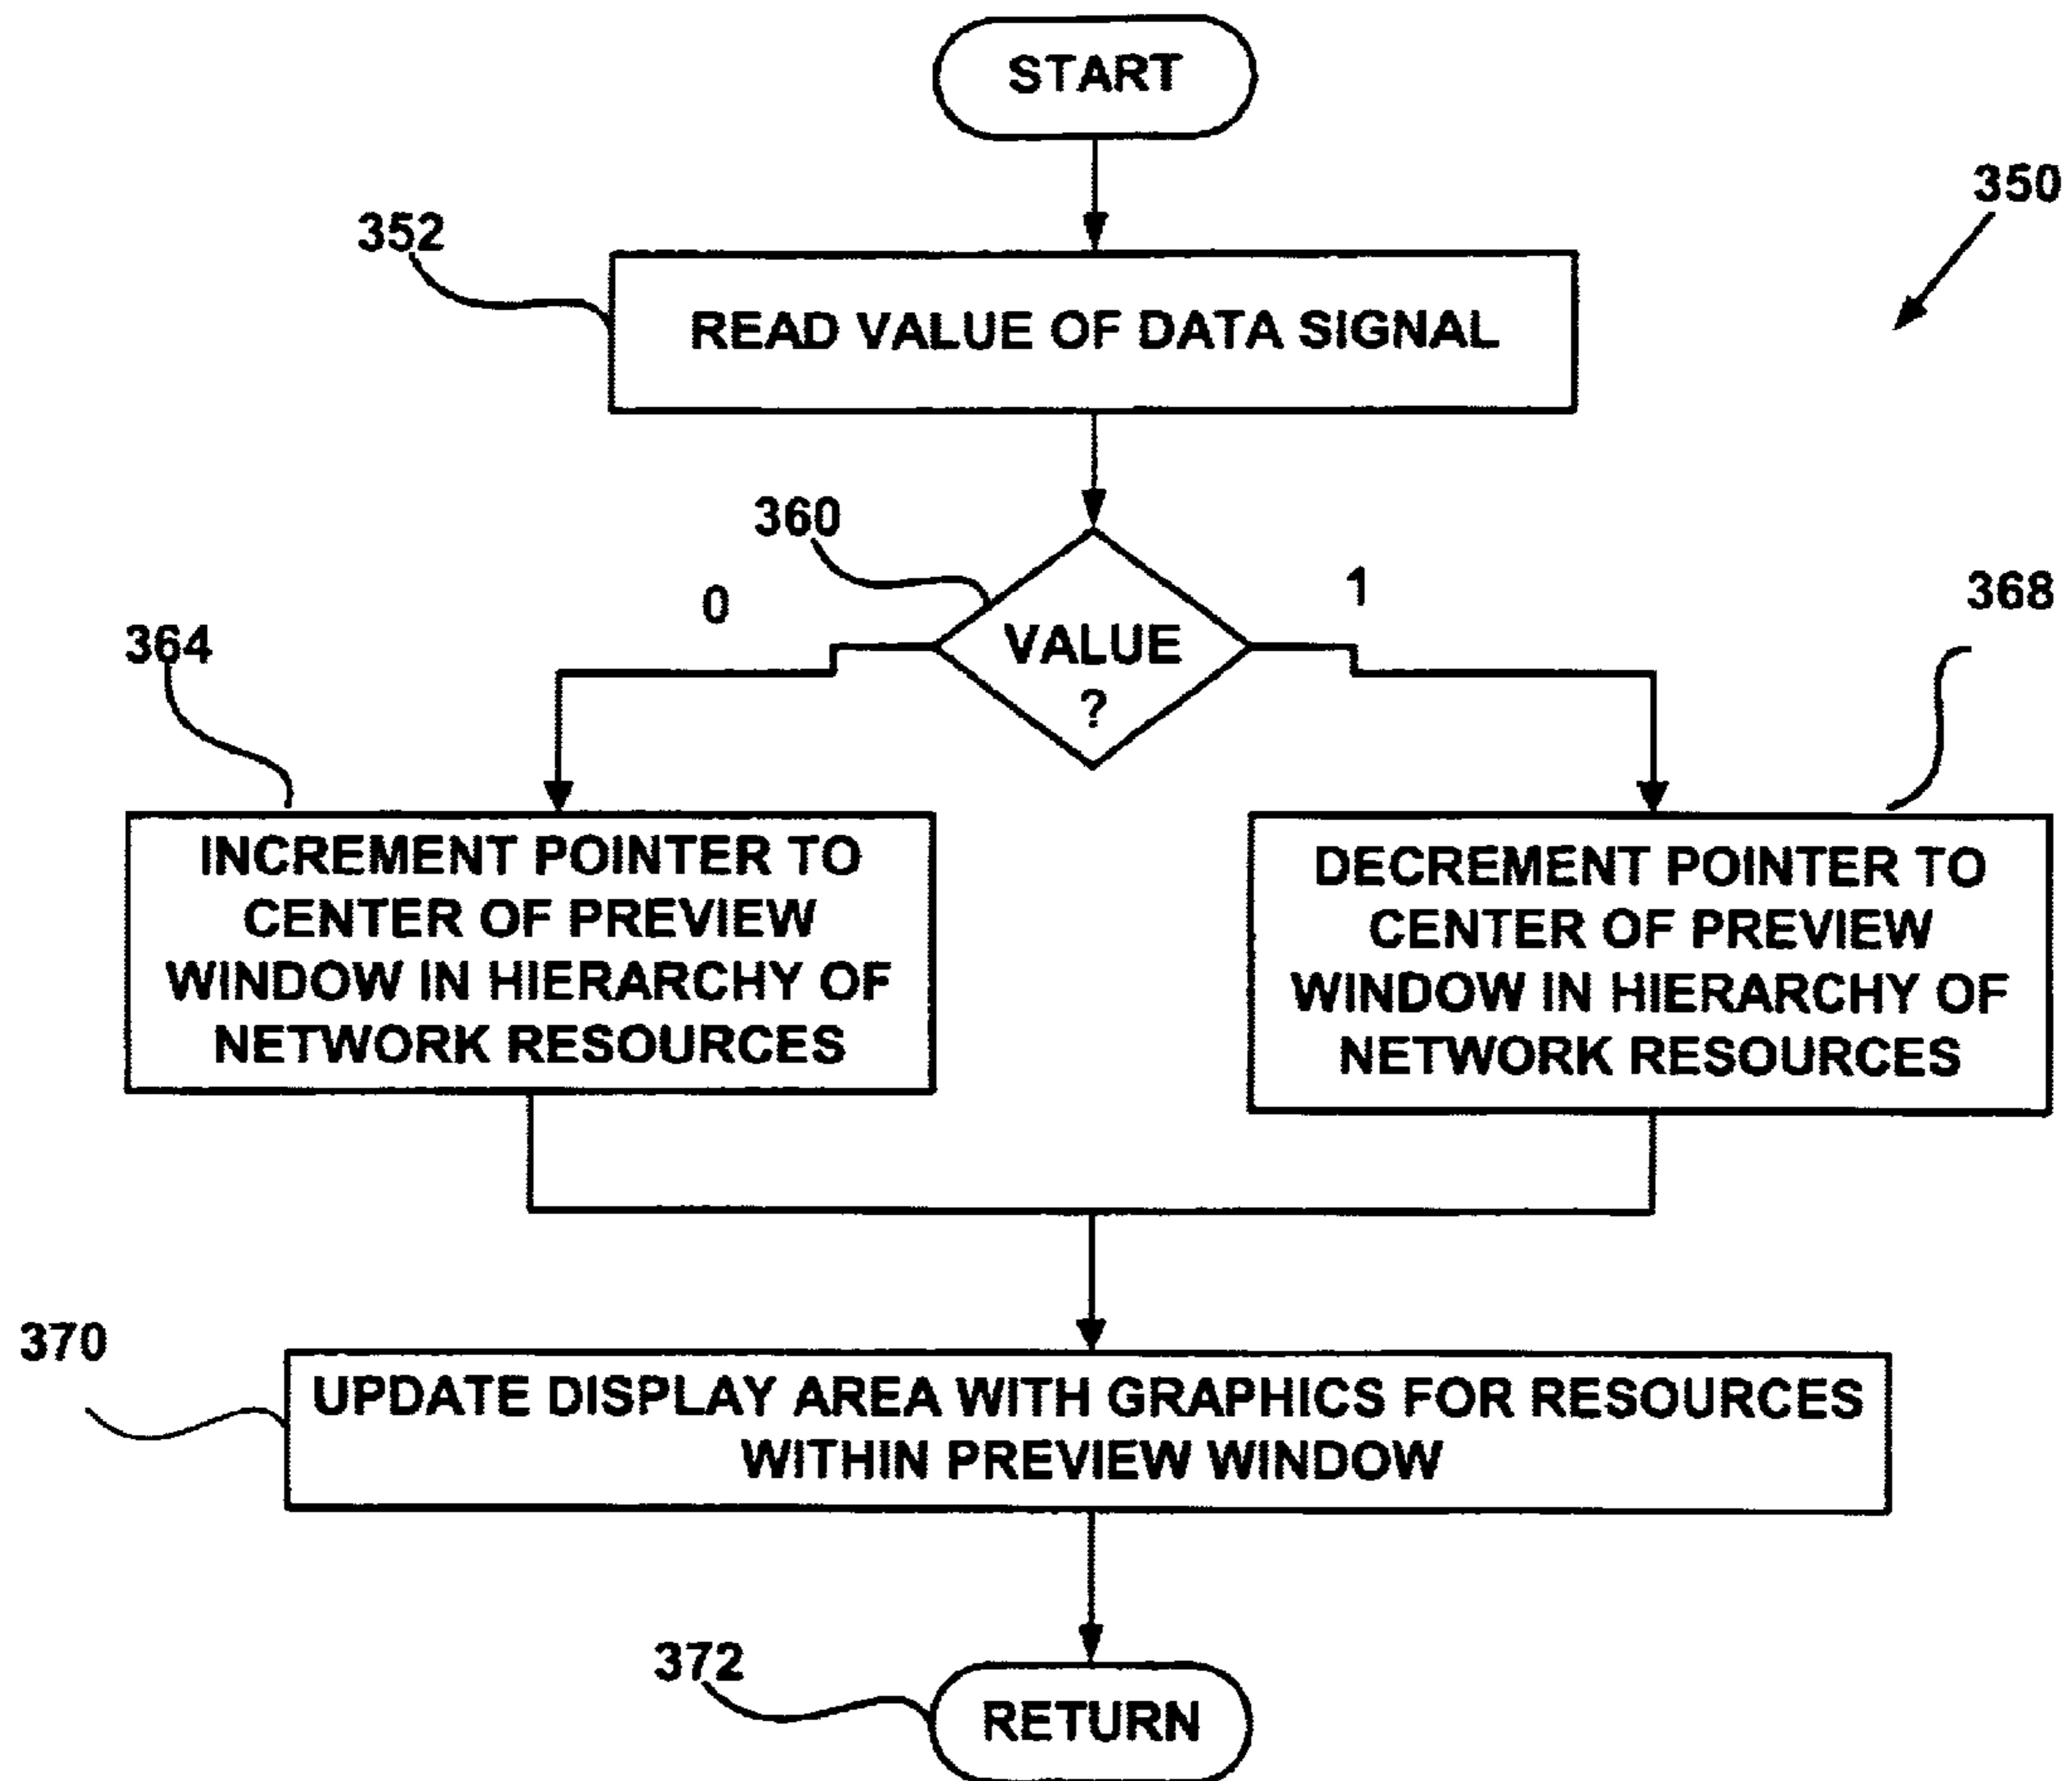 START
350
352
READ VALUE OF DATA SIGNAL
360
0
1
VALUE
?
364
368
INCREMENT POINTER TO
CENTER OF PREVIEW
WINDOW IN HIERARCHY OF
NETWORK RESOURCES
DECREMENT POINTER TO
CENTER OF PREVIEW
WINDOW IN HIERARCHY OF
NETWORK RESOURCES
370
UPDATE DISPLAY AREA WITH GRAPHICS FOR RESOURCES
WITHIN PREVIEW WINDOW
372
RETURN